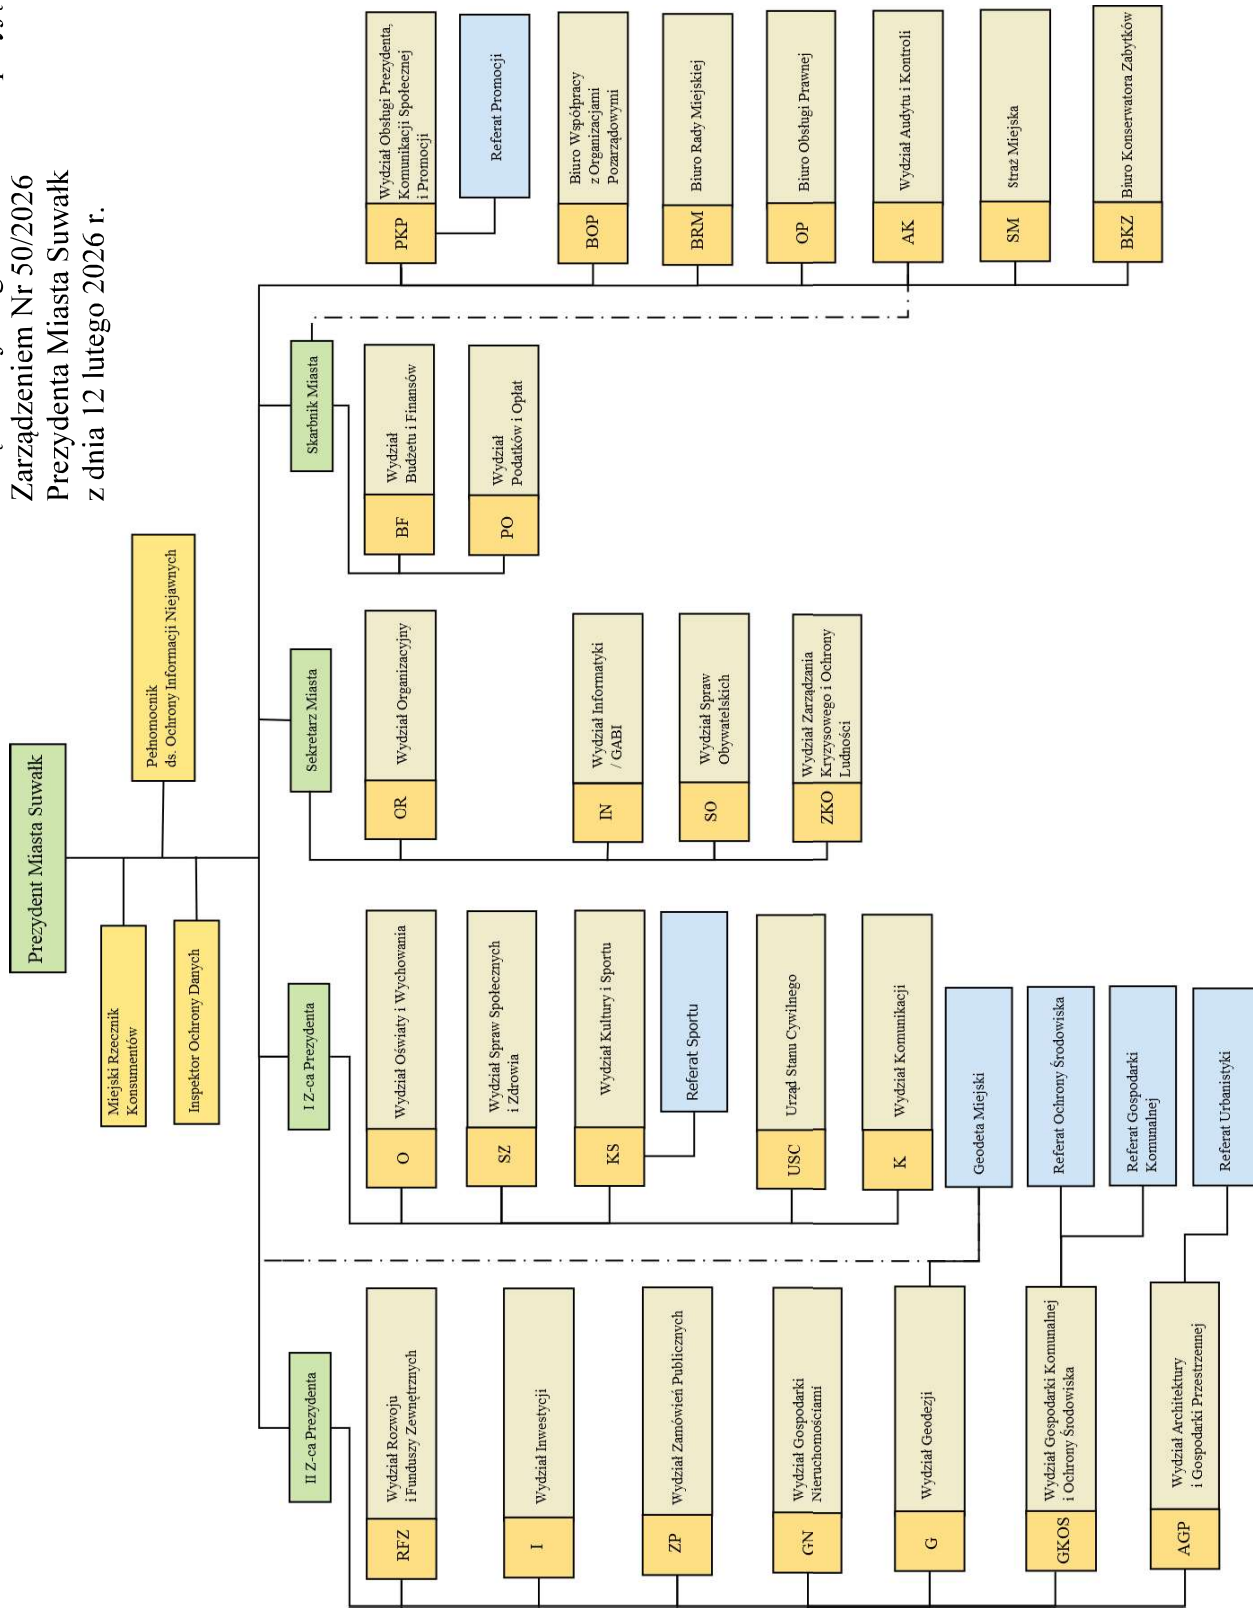 Zarządzeniem Nr 50/2026
Prezydenta Miasta Suwałk
z dnia 12 lutego 2026 r.
Prezydent Miasta Suwałk
Miejski Rzecznik
Konsumentów
Pełnomocnik
ds. Ochrony Informacji Niejawnych
Inspektor Ochrony Danych
II Z-ca Prezydenta
RFZ
Wydział Rozwoju
i Funduszy Zewnętrznych
I
Wydział Inwestycji
ZP
Wydział Zamówień Publicznych
GN
Wydział Gospodarki
Nieruchomościami
G
Wydział Geodezji
Geodeta Miejski
GKOS
Wydział Gospodarki Komunalnej
i Ochrony Środowiska
Referat Ochrony Środowiska
Referat Gospodarki
Komunalnej
AGP
Wydział Architektury
i Gospodarki Przestrzennej
Referat Urbanistyki
I Z-ca Prezydenta
O
Wydział Oświaty i Wychowania
SZ
Wydział Spraw Społecznych
i Zdrowia
KS
Wydział Kultury i Sportu
Referat Sportu
USC
Urząd Stanu Cywilnego
K
Wydział Komunikacji
Sekretarz Miasta
OR
Wydział Organizacyjny
IN
Wydział Informatyki
/ GABI
SO
Wydział Spraw
Obywatelskich
ZKO
Wydział Zarządzania
Kryzysowego i Ochrony
Ludności
Skarbnik Miasta
BF
Wydział
Budżetu i Finansów
PO
Wydział
Podatków i Opłat
PKP
Wydział Obsługi Prezydenta,
Komunikacji Społecznej
i Promocji
Referat Promocji
BOP
Biuro Współpracy
z Organizacjami
Pozarządowymi
BRM
Biuro Rady Miejskiej
OP
Biuro Obsługi Prawnej
AK
Wydział Audytu i Kontroli
SM
Straż Miejska
BKZ
Biuro Konserwatora Zabytków